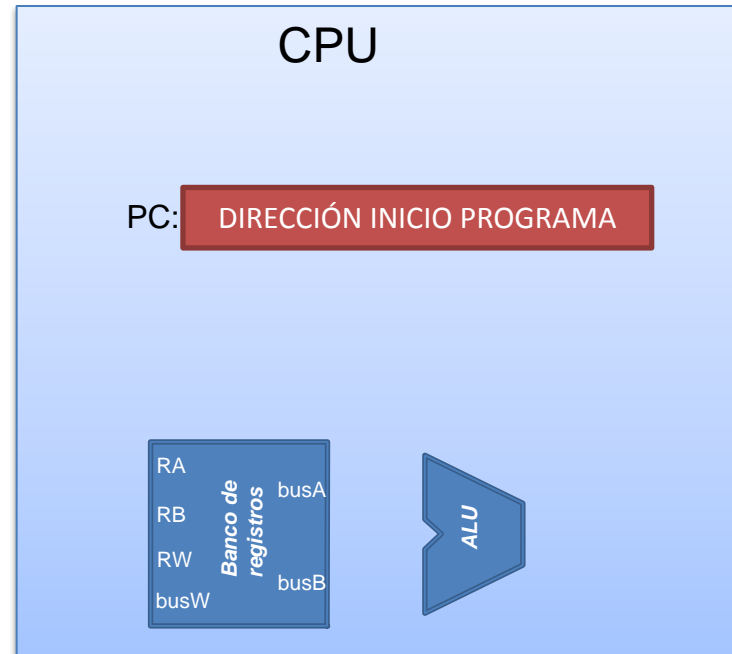 CPU
PC: DIRECCIÓN INICIO PROGRAMA
RA
RB
RW
busW
Banco de
registros
busA
busB
ALU